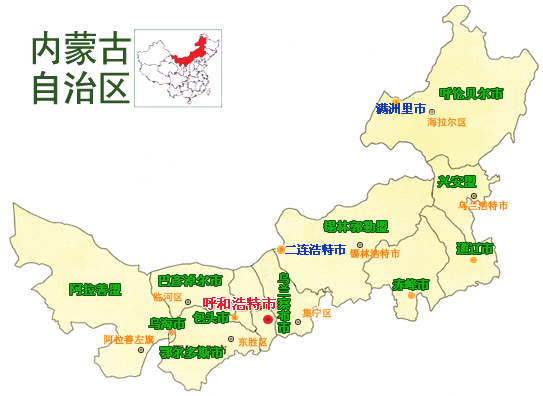 内蒙古
自治区
呼伦贝尔市
满洲里市
海拉尔区
兴安盟
乌兰浩特市
锡林郭勒盟
二连浩特市
锡林浩特市
通辽市
赤峰市
阿拉善盟
巴彦淖尔市
临河区
呼和浩特市
乌兰察布市
包头市
集宁区
乌海市
东胜区
阿拉善左旗
鄂尔多斯市